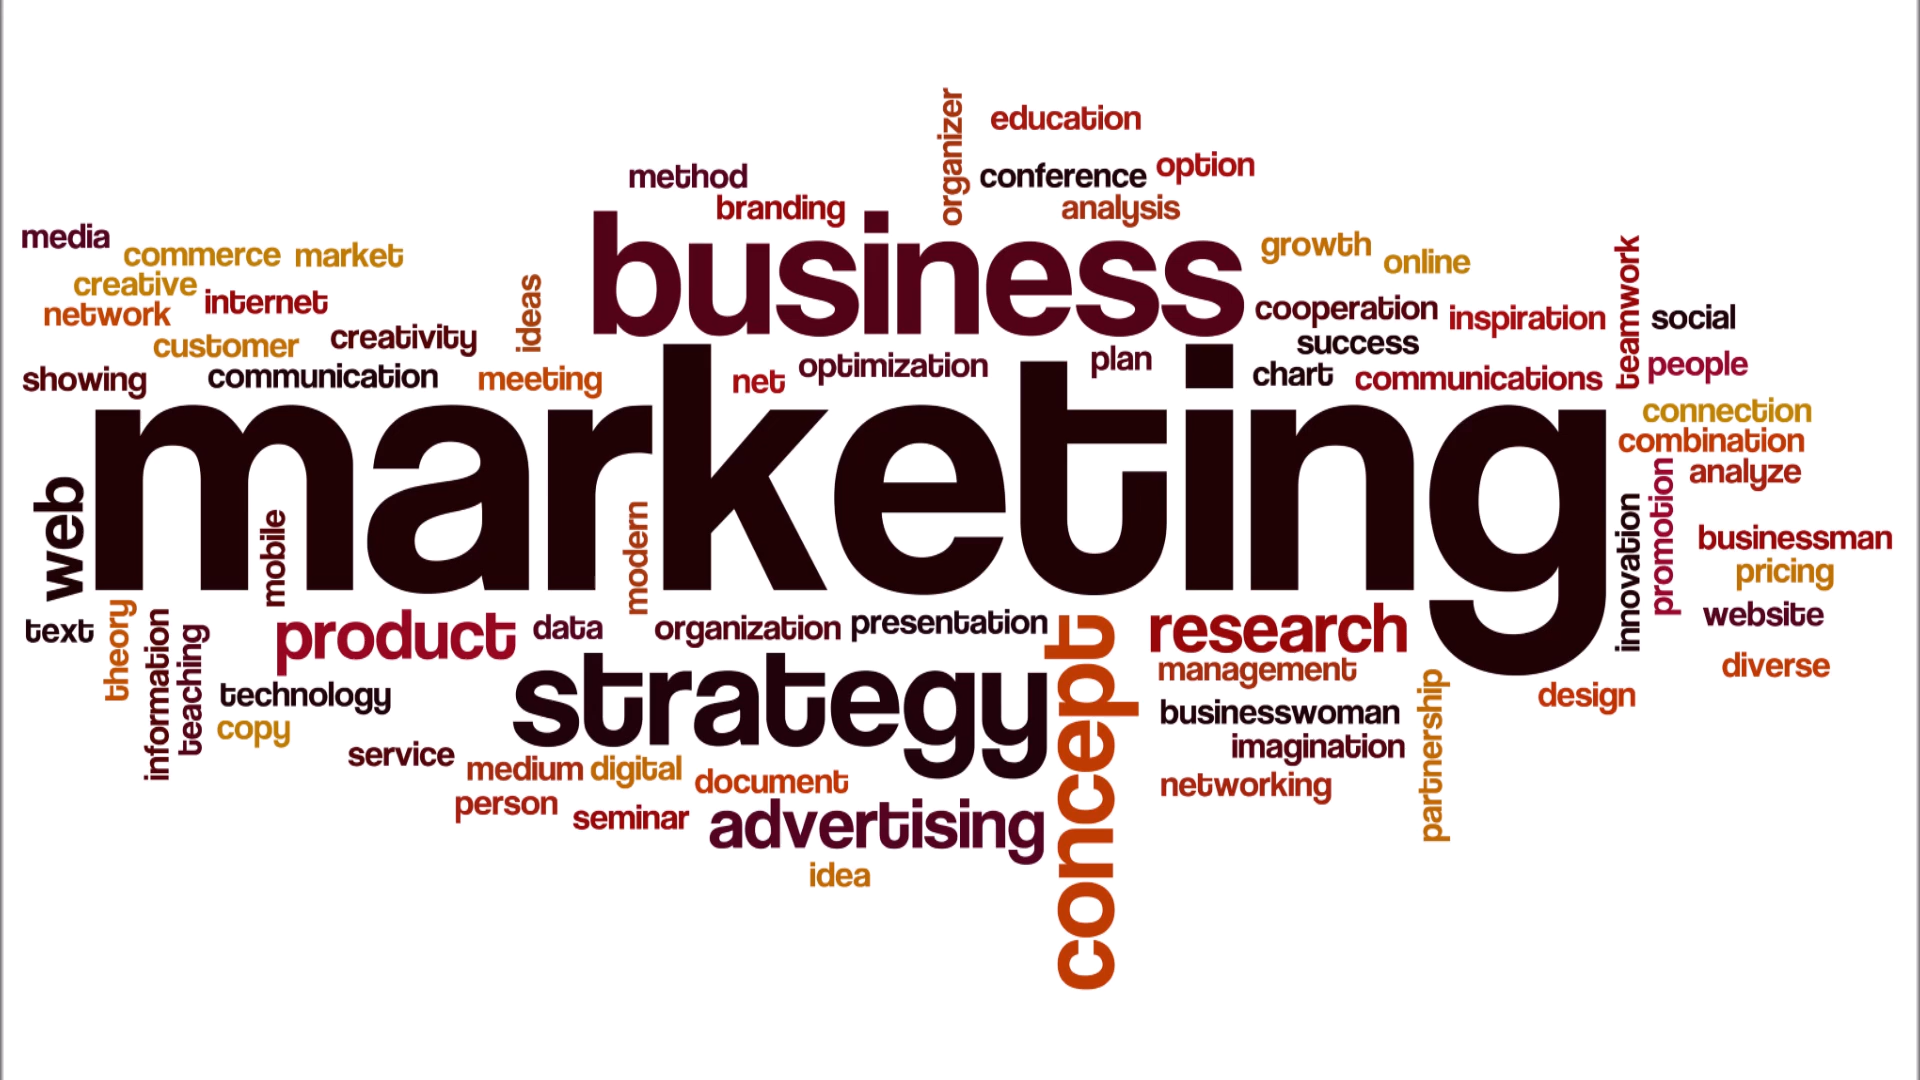 organizer
education
method
conference
option
branding
analysis
media
commerce
market
business
growth
online
creative
internet
network
ideas
cooperation
inspiration
teamwork
social
customer
creativity
success
optimization
plan
people
showing
communication
meeting
net
chart
communications
marketing
connection
combination
analyze
web
mobile
modern
innovation
promotion
businessman
pricing
text
theory
information
teaching
product
data
organization
presentation
concept
research
website
management
diverse
technology
strategy
businesswoman
partnership
design
copy
service
imagination
medium
digital
document
networking
person
seminar
advertising
idea